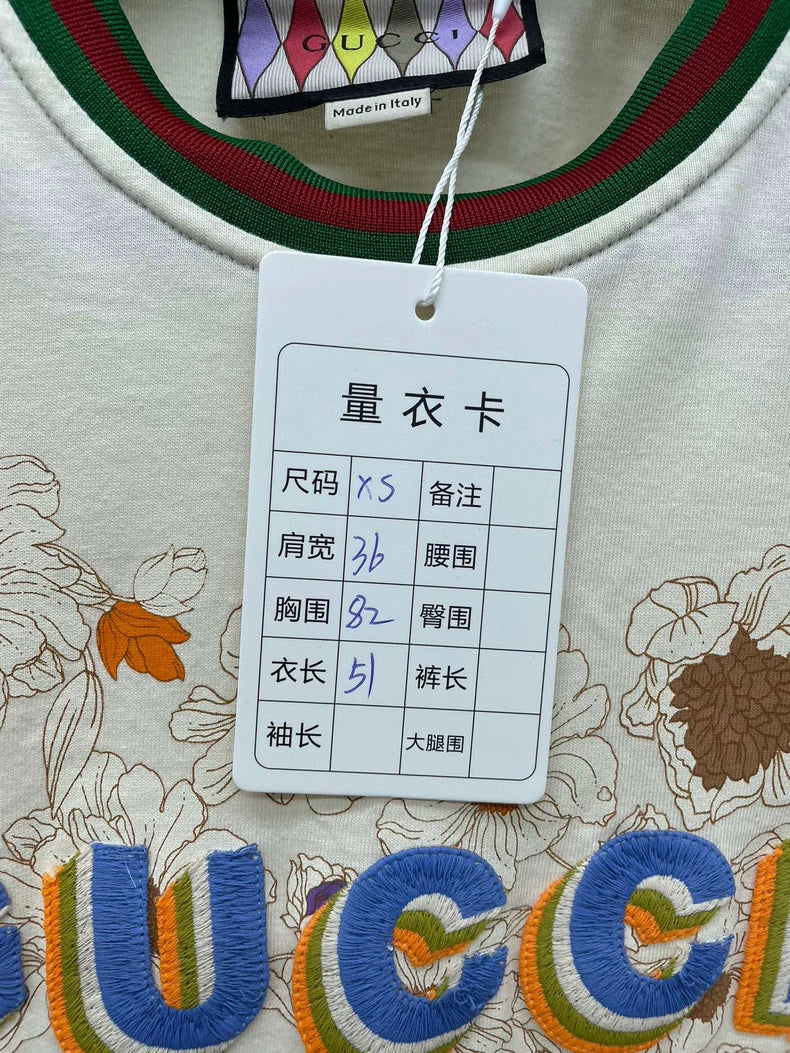 GUCCI
Made in Italy
量衣卡
尺码 XS 备注
肩宽 36 腰围
胸围 82 臀围
衣长 51 裤长
袖长 大腿围
GUCCI